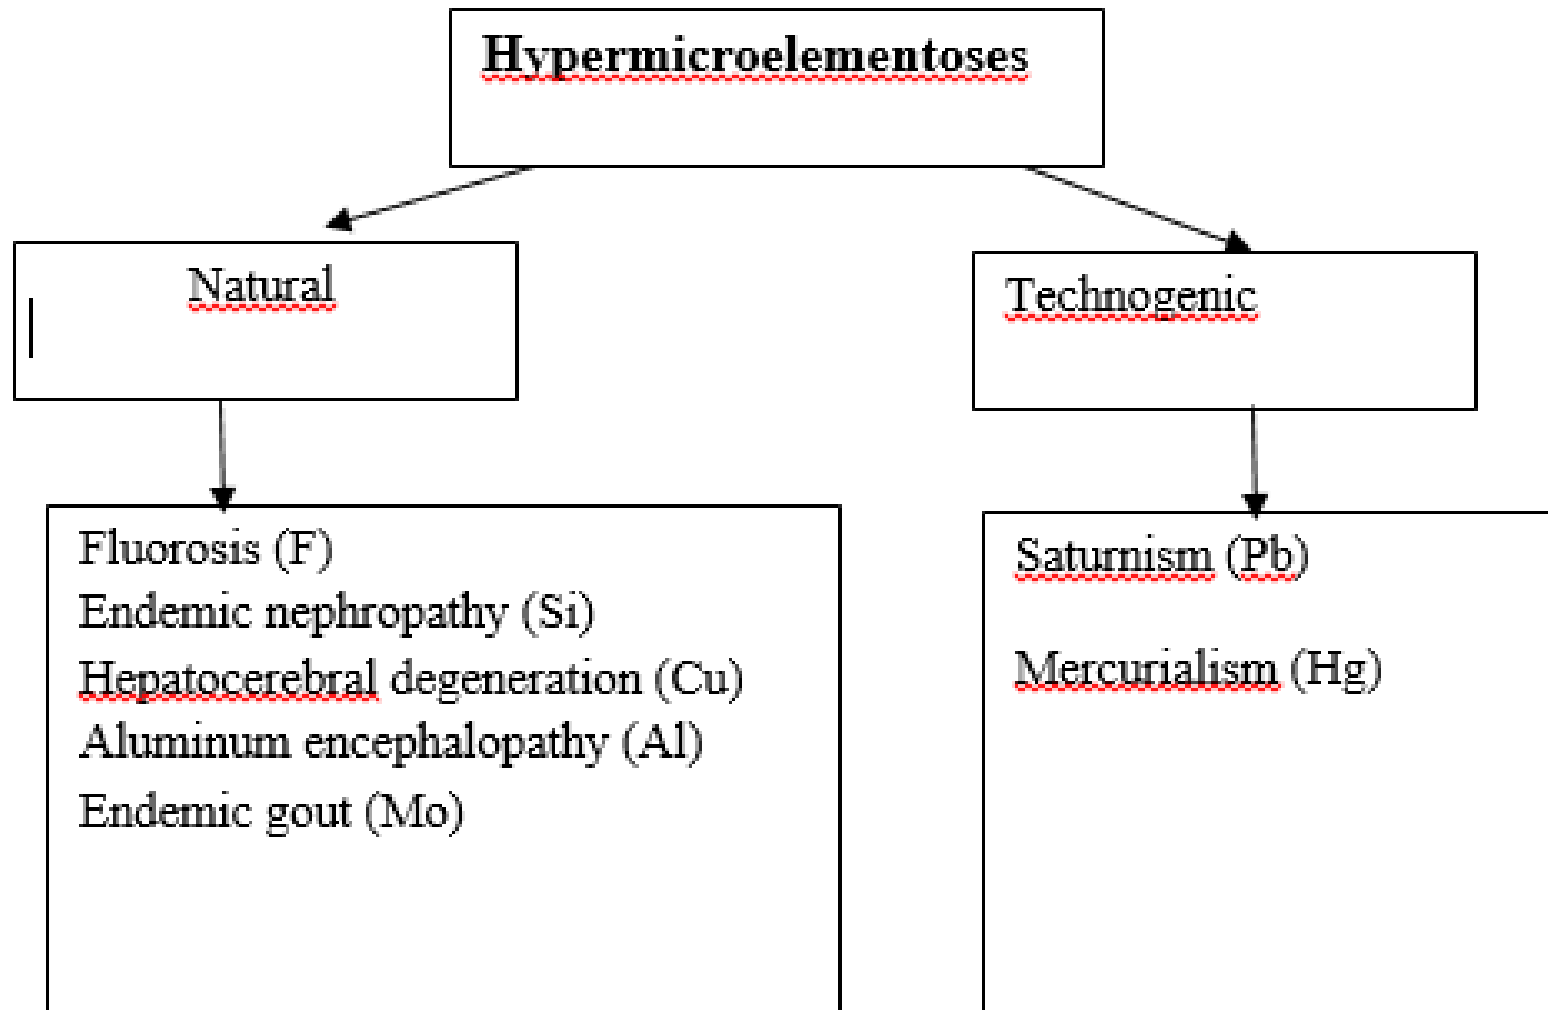 Hypermicroelementoses
Natural
Technogenic
Fluorosis (F)
Endemic nephropathy (Si)
Hepatocerebral degeneration (Cu)
Aluminum encephalopathy (Al)
Endemic gout (Mo)
Saturnism (Pb)
Mercurialism (Hg)